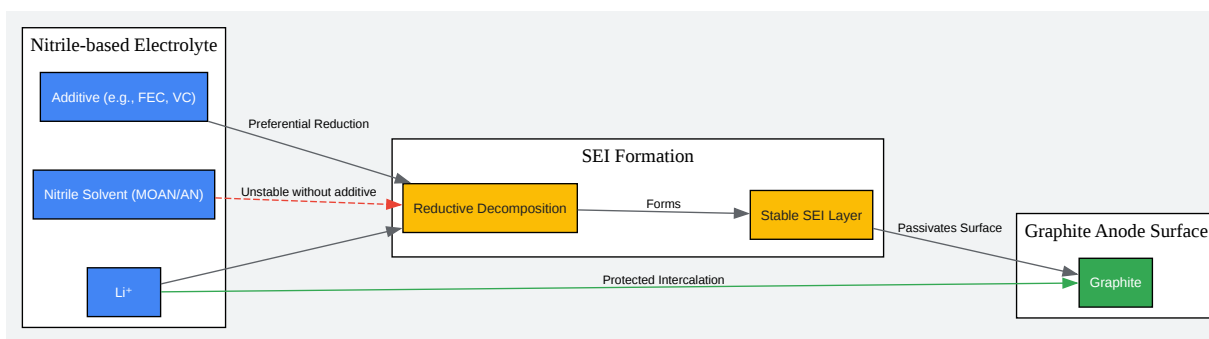 Nitrile-based Electrolyte
Additive (e.g., FEC, VC)
Preferential Reduction
SEI Formation
Nitrile Solvent (MOAN/AN)
Unstable without additive
Reductive Decomposition
Forms
Stable SEI Layer
Passivates Surface
Graphite Anode Surface
Li⁺
Protected Intercalation
Graphite